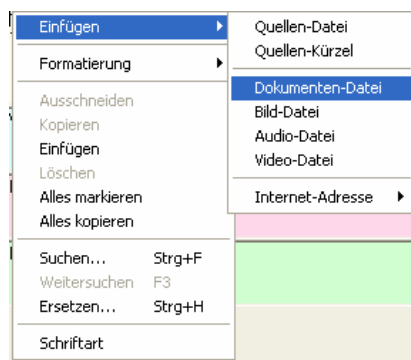 Einfügen
Formatierung
Ausschneiden
Kopieren
Einfügen
Löschen
Alles markieren
Alles kopieren
Suchen... Strg+F
Weitersuchen F3
Ersetzen... Strg+H
Schriftart
Quellen-Datei
Quellen-Kürzel
Dokumenten-Datei
Bild-Datei
Audio-Datei
Video-Datei
Internet-Adresse